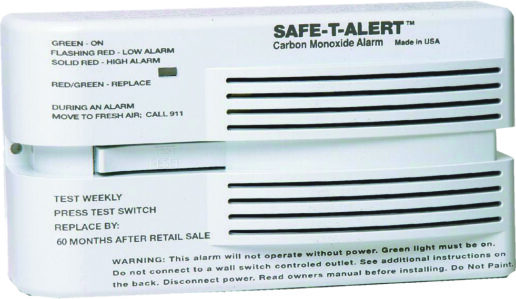 SAFE-T-ALERT™
Carbon Monoxide Alarm Made in USA
GREEN - ON
FLASHING RED - LOW ALARM
SOLID RED - HIGH ALARM
RED/GREEN - REPLACE
DURING AN ALARM
MOVE TO FRESH AIR; CALL 911
TEST
RESET
TEST WEEKLY
PRESS TEST SWITCH
REPLACE BY:
60 MONTHS AFTER RETAIL SALE
WARNING: This alarm will not operate without power. Green light must be on.
Do not connect to a wall switch controled outlet. See additional instructions on
the back. Disconnect power. Read owners manual before installing. Do Not Paint.